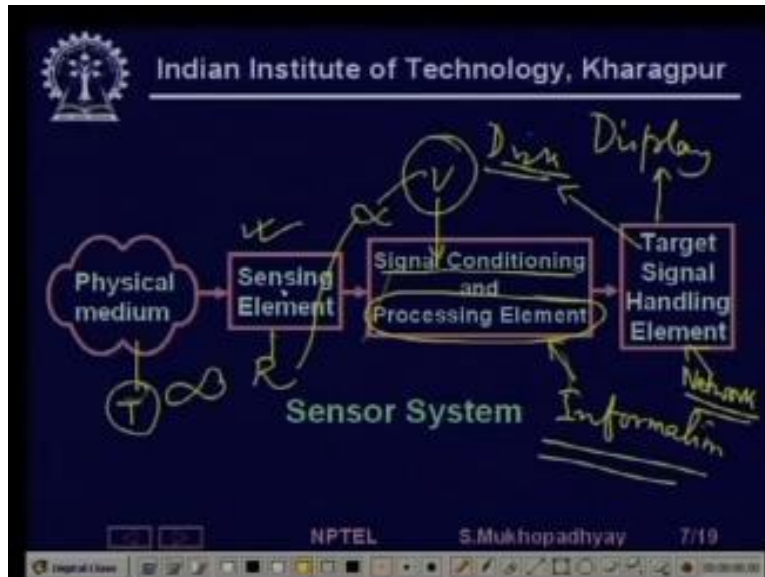 Indian Institute of Technology, Kharagpur
Disk
Display
V
∝
Physical
medium
Sensing
Element
Signal Conditioning
and
Processing Element
Target
Signal
Handling
Element
T
∝
R
Network
Information
Sensor System
NPTEL S.Mukhopadhyay 7/19